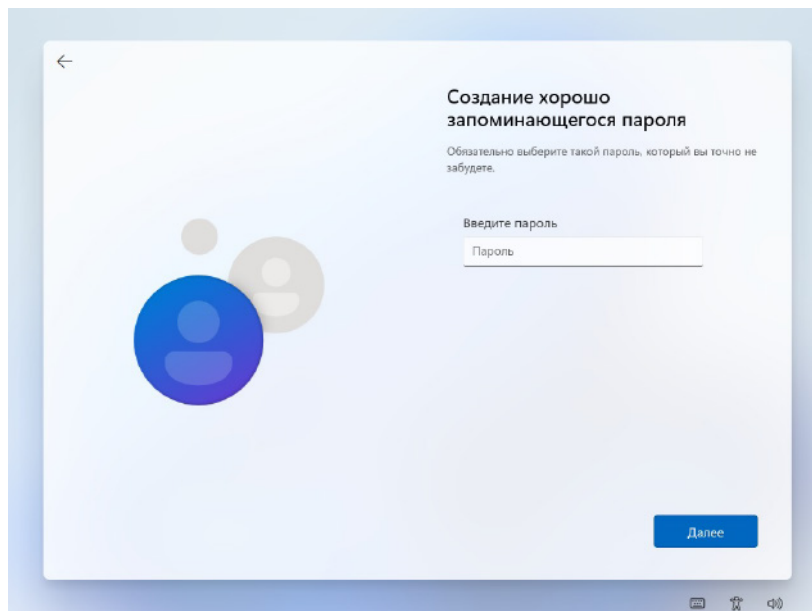 Создание хорошо
запоминающегося пароля
Обязательно выберите такой пароль, который вы точно не
забудете.
Введите пароль
Пароль
Далее